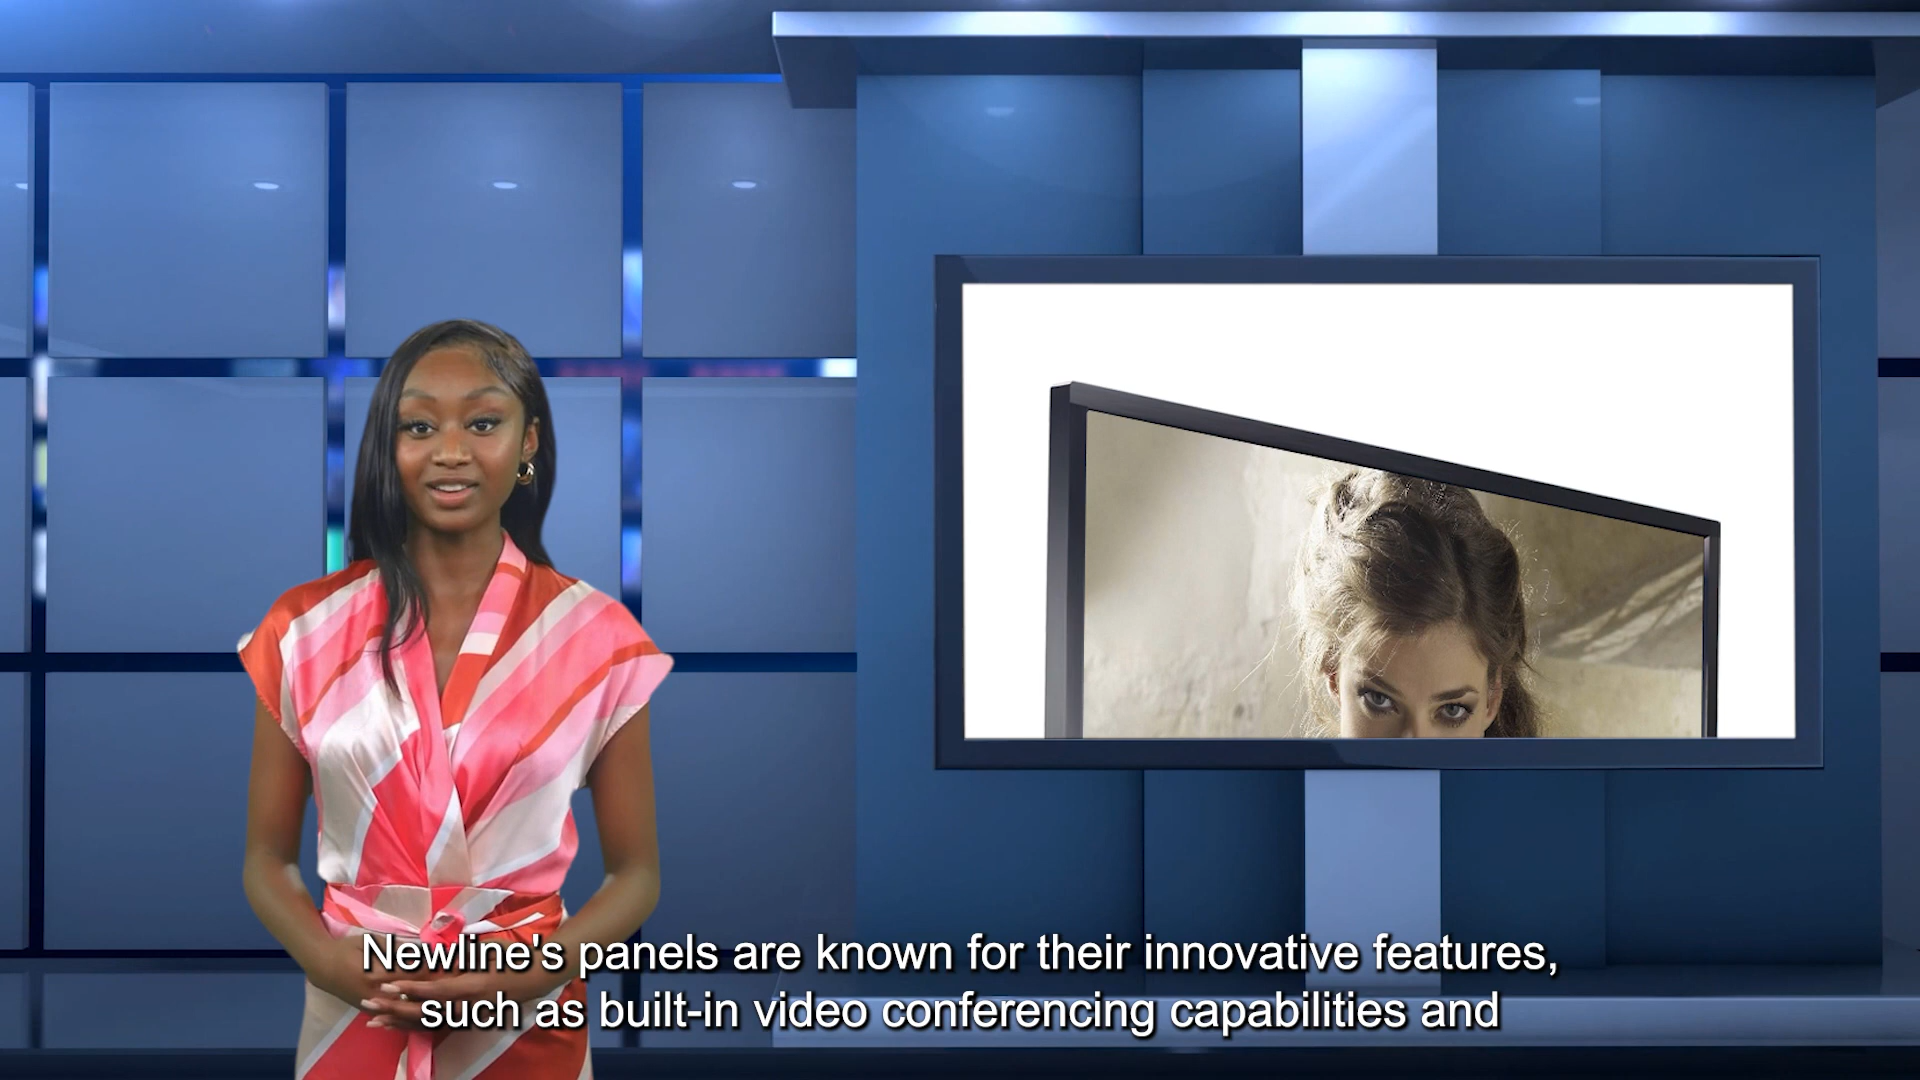 Newline's panels are known for their innovative features,
such as built-in video conferencing capabilities and